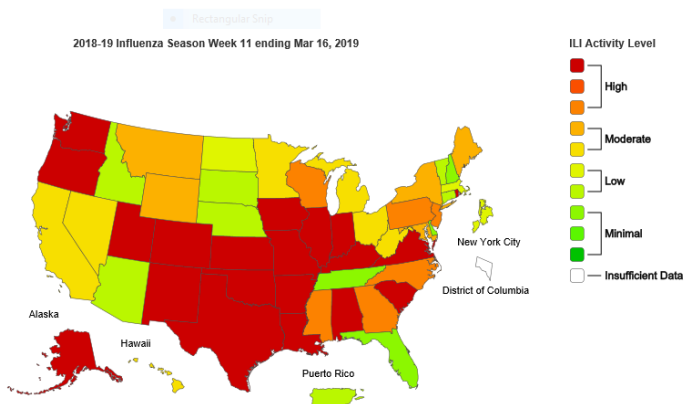 Rectangular Snip
2018-19 Influenza Season Week 11 ending Mar 16, 2019
ILI Activity Level
High
Moderate
Low
Minimal
Insufficient Data
New York City
District of Columbia
Alaska
Hawaii
Puerto Rico